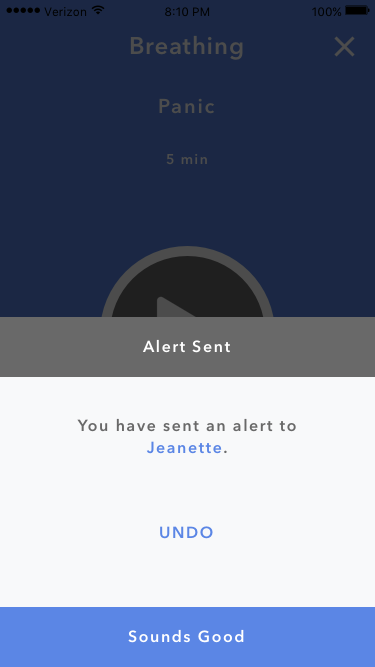 Verizon 8:10 PM 100%
Breathing
Panic
5 min
Alert Sent
You have sent an alert to
Jeanette.
UNDO
Sounds Good